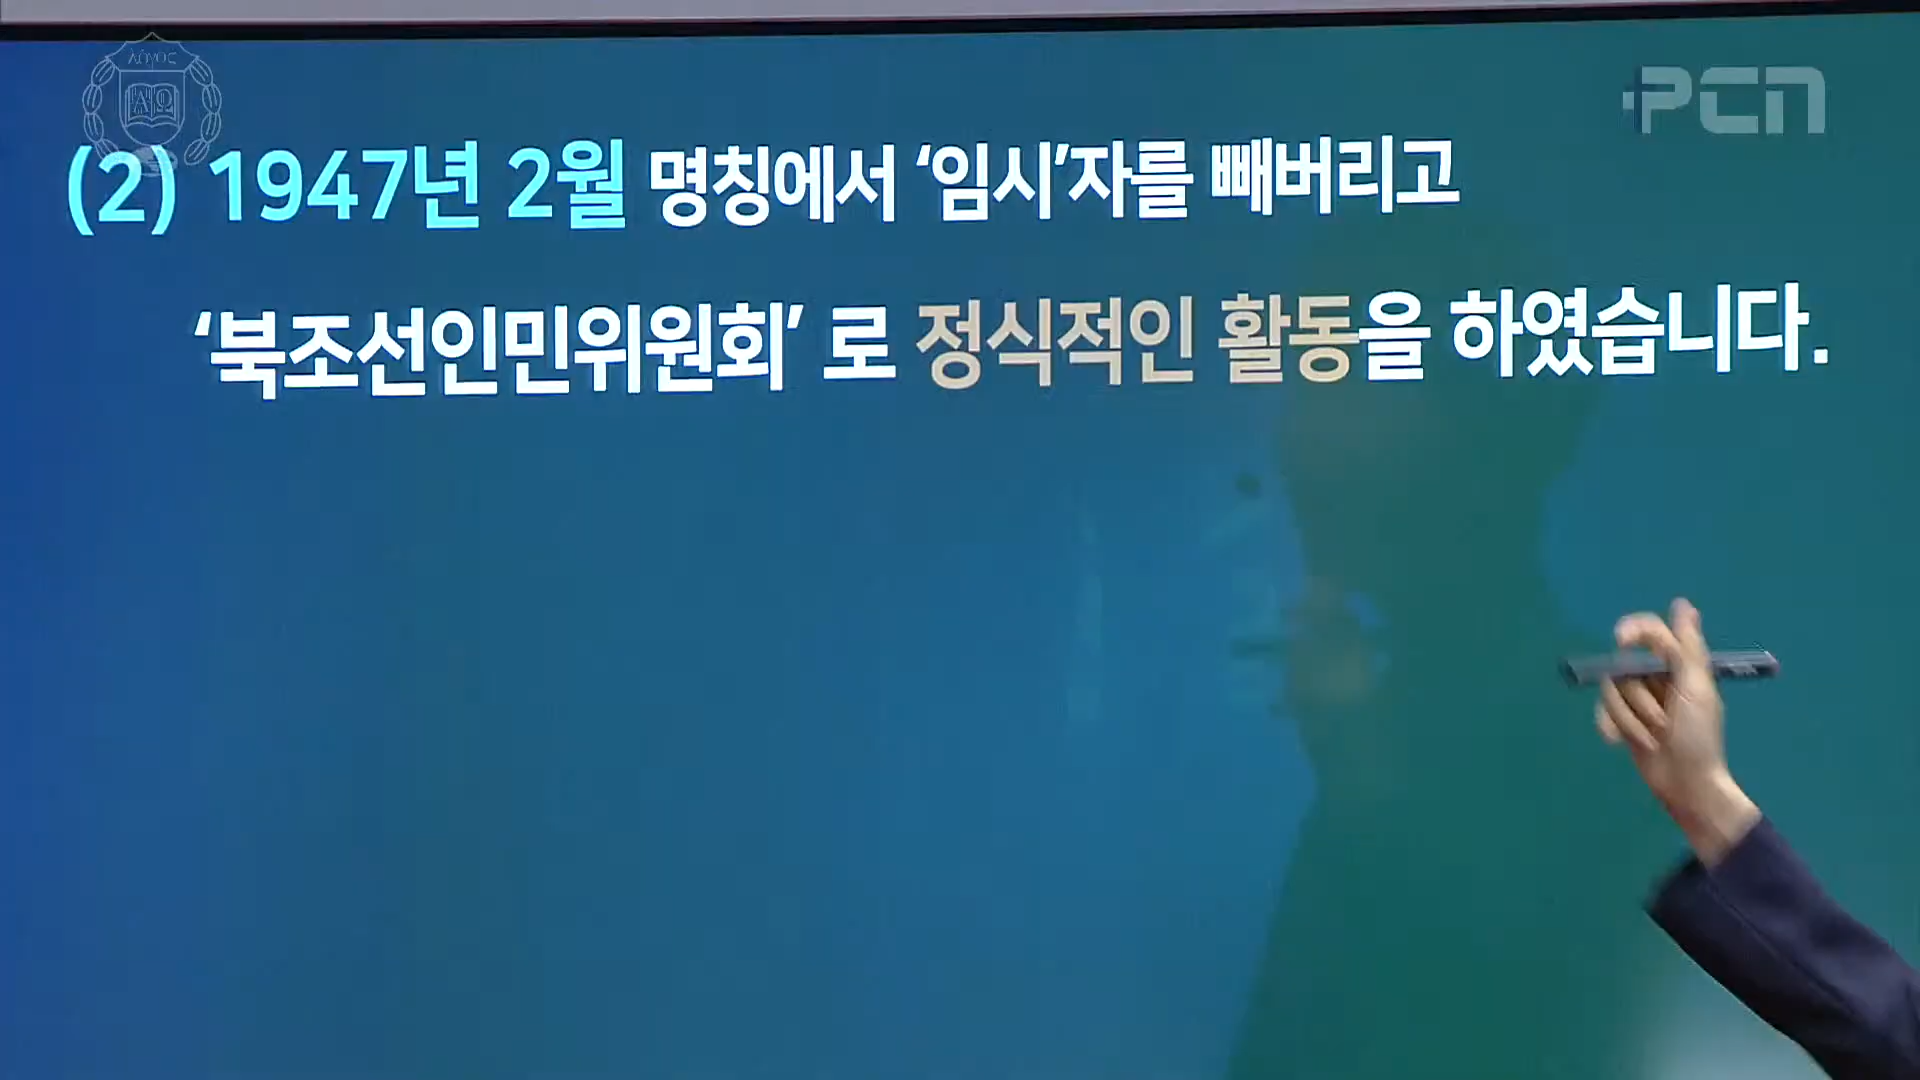 ΛΌΓΟC
ΑΩ
PCN
(2) 1947년 2월 명칭에서 ‘임시’자를 빼버리고
‘북조선인민위원회’ 로 정식적인 활동을 하였습니다.